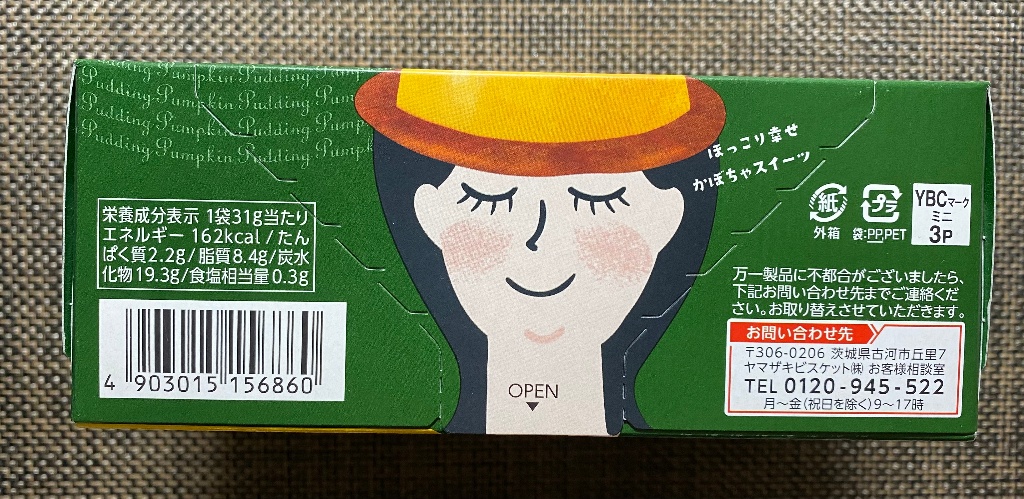 Pudding Pumpkin Pudding Pum
Pudding Pumpkin Pudding Pum
Pudding Pumpkin Pudding Pump
Pudding Pumpkin Pudding Pumpk
ほっこり幸せ
かぼちゃスイーツ
栄養成分表示 1袋31g当たり
エネルギー 162kcal/たん
ぱく質2.2g/脂質8.4g/炭水
化物19.3g/食塩相当量0.3g
4 903015 156860
OPEN
紙
外箱
プラ
袋:PP,PET
YBCマーク
ミニ
3P
万一製品に不都合がございましたら、
下記お問い合わせ先までご連絡くだ
さい。お取り替えさせていただきます。
お問い合わせ先
〒306-0206 茨城県古河市丘里7
ヤマザキビスケット㈱ お客様相談室
TEL 0120-945-522
月〜金(祝日を除く)9〜17時